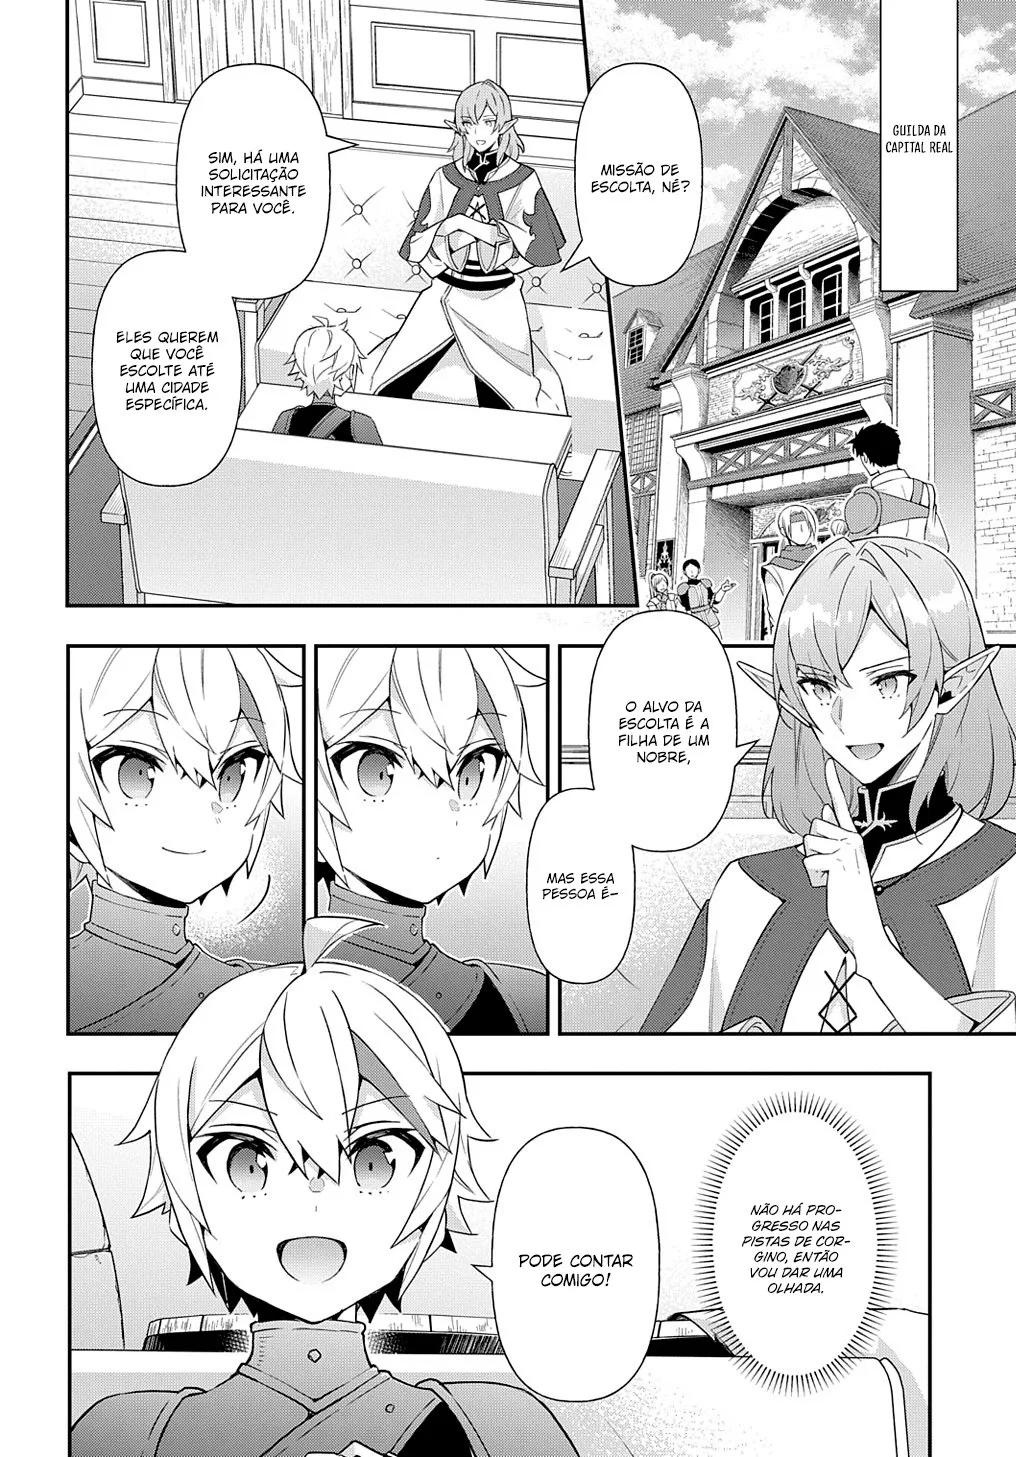 GUILDA DA
CAPITAL REAL
MISSÃO DE
ESCOLTA, NÉ?
SIM, HÁ UMA
SOLICITAÇÃO
INTERESSANTE
PARA VOCÊ.
ELES QUEREM
QUE VOCÊ
ESCOLTE ATÉ
UMA CIDADE
ESPECÍFICA.
O ALVO DA
ESCOLTA É A
FILHA DE UM
NOBRE,
MAS ESSA
PESSOA É-
NÃO HÁ PRO-
GRESSO NAS
PISTAS DE COR-
GINO, ENTÃO
VOU DAR UMA
OLHADA.
PODE CONTAR
COMIGO!